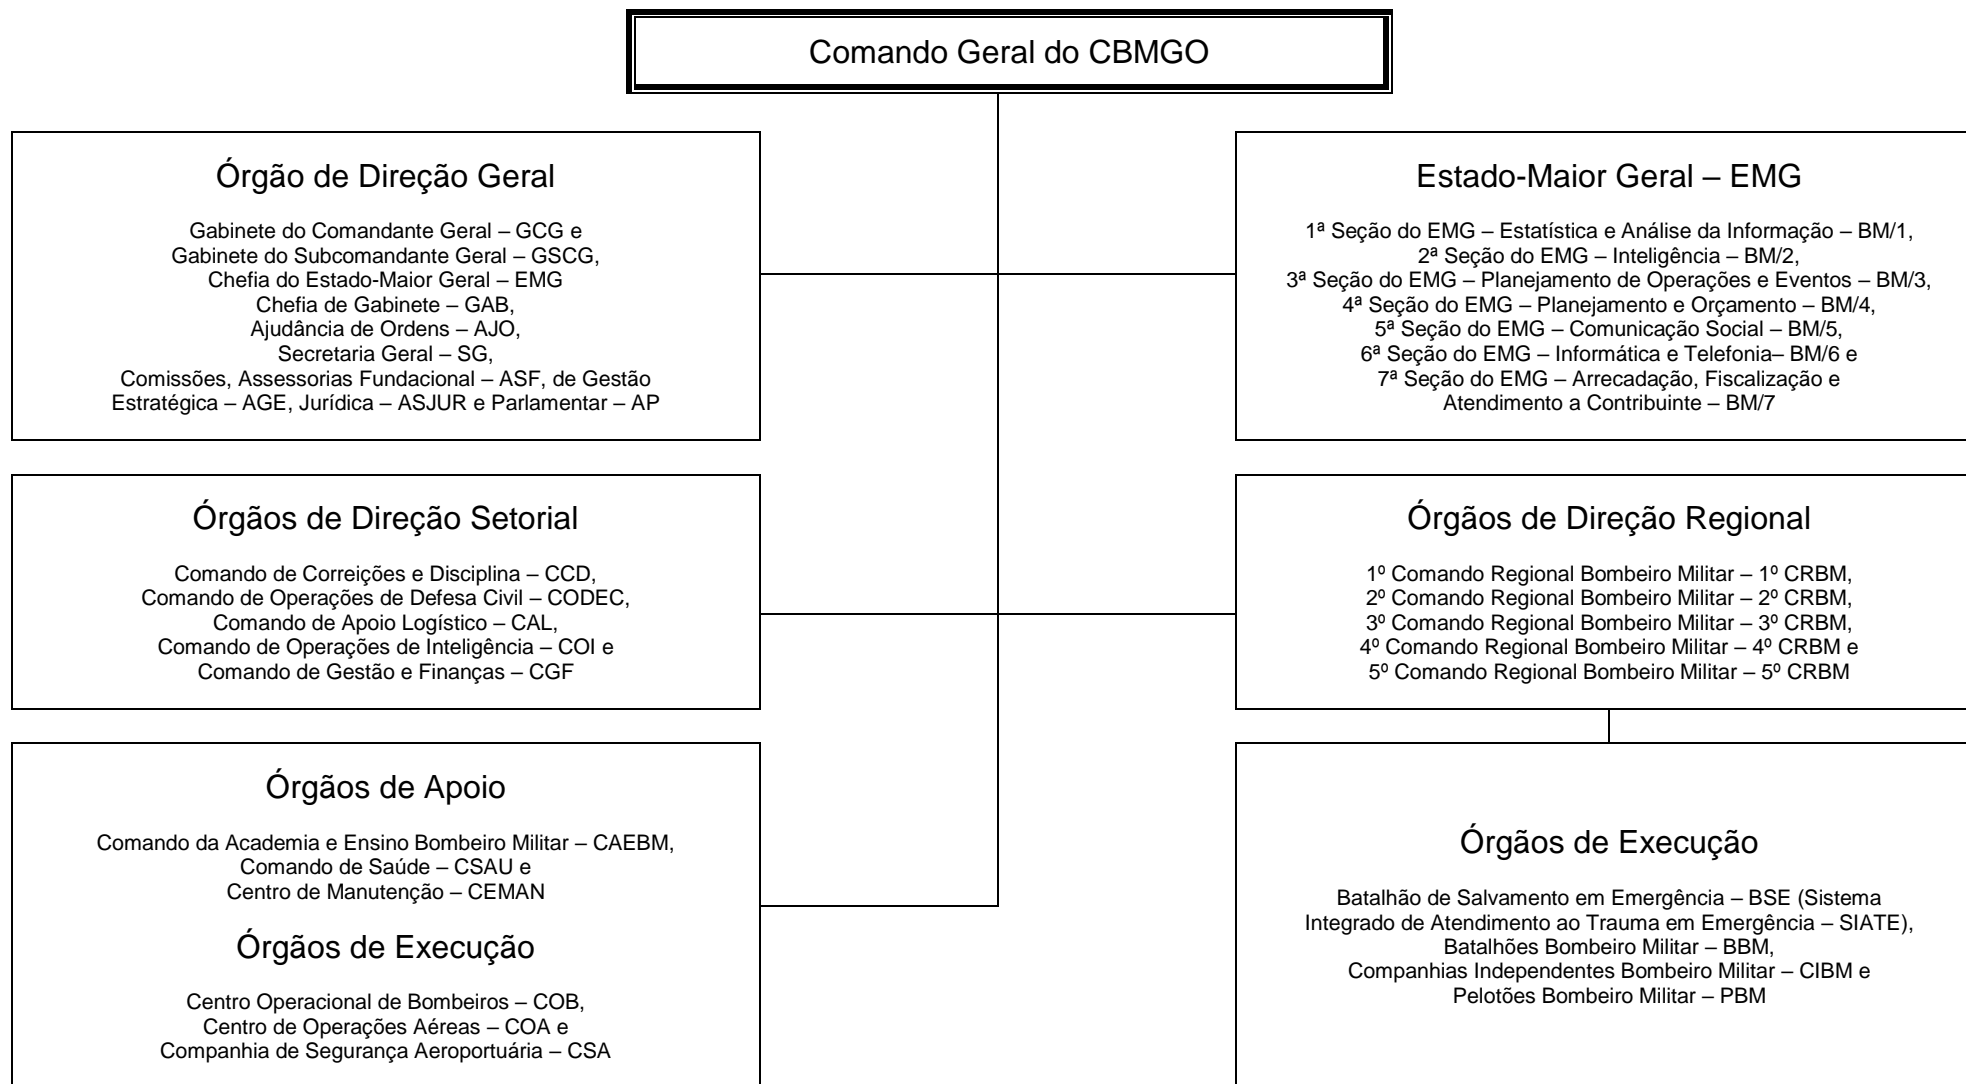 Comando Geral do CBMGO
Órgão de Direção Geral
Gabinete do Comandante Geral – GCG e
Gabinete do Subcomandante Geral – GSCG,
Chefia do Estado-Maior Geral – EMG
Chefia de Gabinete – GAB,
Ajudância de Ordens – AJO,
Secretaria Geral – SG,
Comissões, Assessorias Fundacional – ASF, de Gestão
Estratégica – AGE, Jurídica – ASJUR e Parlamentar – AP
Estado-Maior Geral – EMG
1ª Seção do EMG – Estatística e Análise da Informação – BM/1,
2ª Seção do EMG – Inteligência – BM/2,
3ª Seção do EMG – Planejamento de Operações e Eventos – BM/3,
4ª Seção do EMG – Planejamento e Orçamento – BM/4,
5ª Seção do EMG – Comunicação Social – BM/5,
6ª Seção do EMG – Informática e Telefonia– BM/6 e
7ª Seção do EMG – Arrecadação, Fiscalização e
Atendimento a Contribuinte – BM/7
Órgãos de Direção Setorial
Comando de Correições e Disciplina – CCD,
Comando de Operações de Defesa Civil – CODEC,
Comando de Apoio Logístico – CAL,
Comando de Operações de Inteligência – COI e
Comando de Gestão e Finanças – CGF
Órgãos de Direção Regional
1º Comando Regional Bombeiro Militar – 1º CRBM,
2º Comando Regional Bombeiro Militar – 2º CRBM,
3º Comando Regional Bombeiro Militar – 3º CRBM,
4º Comando Regional Bombeiro Militar – 4º CRBM e
5º Comando Regional Bombeiro Militar – 5º CRBM
Órgãos de Apoio
Comando da Academia e Ensino Bombeiro Militar – CAEBM,
Comando de Saúde – CSAU e
Centro de Manutenção – CEMAN
Órgãos de Execução
Centro Operacional de Bombeiros – COB,
Centro de Operações Aéreas – COA e
Companhia de Segurança Aeroportuária – CSA
Órgãos de Execução
Batalhão de Salvamento em Emergência – BSE (Sistema
Integrado de Atendimento ao Trauma em Emergência – SIATE),
Batalhões Bombeiro Militar – BBM,
Companhias Independentes Bombeiro Militar – CIBM e
Pelotões Bombeiro Militar – PBM